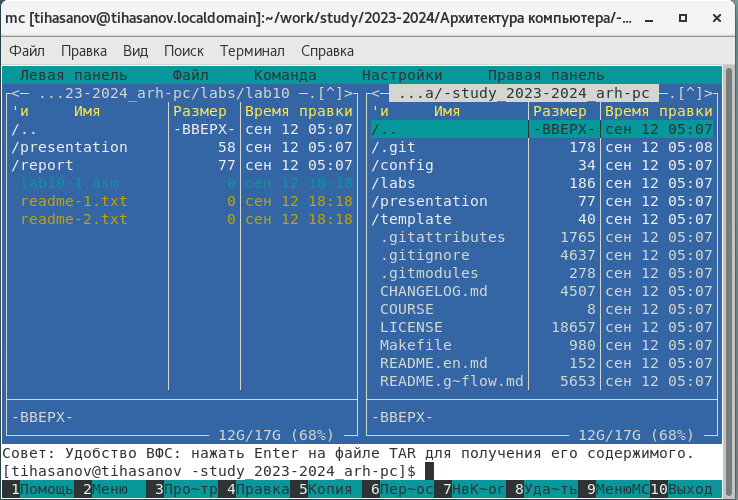 mc [tihasanov@tihasanov.localdomain]:~/work/study/2023-2024/Архитектура компьютера/-...
Файл Правка Вид Поиск Терминал Справка
Левая панель Файл Команда Настройки Правая панель
<— ...23-2024_arh-pc/labs/lab10 —.[^]> <— ...a/-study_2023-2024_arh-pc —.[^]>
'и Имя Размер Время правки 'и Имя Размер Время правки
/.. -ВВЕРХ- сен 12 05:07 /.. -ВВЕРХ- сен 12 05:07
/presentation 58 сен 12 05:07 /.git 178 сен 12 05:08
/report 77 сен 12 05:07 /config 34 сен 12 05:07
lab10-1.asm 0 сен 12 18:18 /labs 186 сен 12 05:07
readme-1.txt 0 сен 12 18:18 /presentation 77 сен 12 05:07
readme-2.txt 0 сен 12 18:18 /template 40 сен 12 05:07
.gitattributes 1765 сен 12 05:07
.gitignore 4637 сен 12 05:07
.gitmodules 278 сен 12 05:07
CHANGELOG.md 4507 сен 12 05:07
COURSE 8 сен 12 05:07
LICENSE 18657 сен 12 05:07
Makefile 980 сен 12 05:07
README.en.md 152 сен 12 05:07
README.g~flow.md 5653 сен 12 05:07
-ВВЕРХ- -ВВЕРХ-
12G/17G (68%) 12G/17G (68%)
Совет: Удобство ВФС: нажать Enter на файле TAR для получения его содержимого.
[tihasanov@tihasanov -study_2023-2024_arh-pc]$
1Помощь 2Меню 3Про~тр 4Правка 5Копия 6Пер~ос 7НвК~ог 8Уда~ть 9МенюMC 10Выход